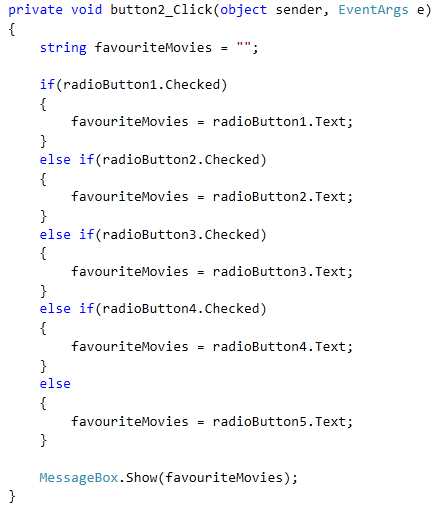 private void button2_Click(object sender, EventArgs e)
{
    string favouriteMovies = "";

    if(radioButton1.Checked)
    {
        favouriteMovies = radioButton1.Text;
    }
    else if(radioButton2.Checked)
    {
        favouriteMovies = radioButton2.Text;
    }
    else if(radioButton3.Checked)
    {
        favouriteMovies = radioButton3.Text;
    }
    else if(radioButton4.Checked)
    {
        favouriteMovies = radioButton4.Text;
    }
    else
    {
        favouriteMovies = radioButton5.Text;
    }

    MessageBox.Show(favouriteMovies);
}